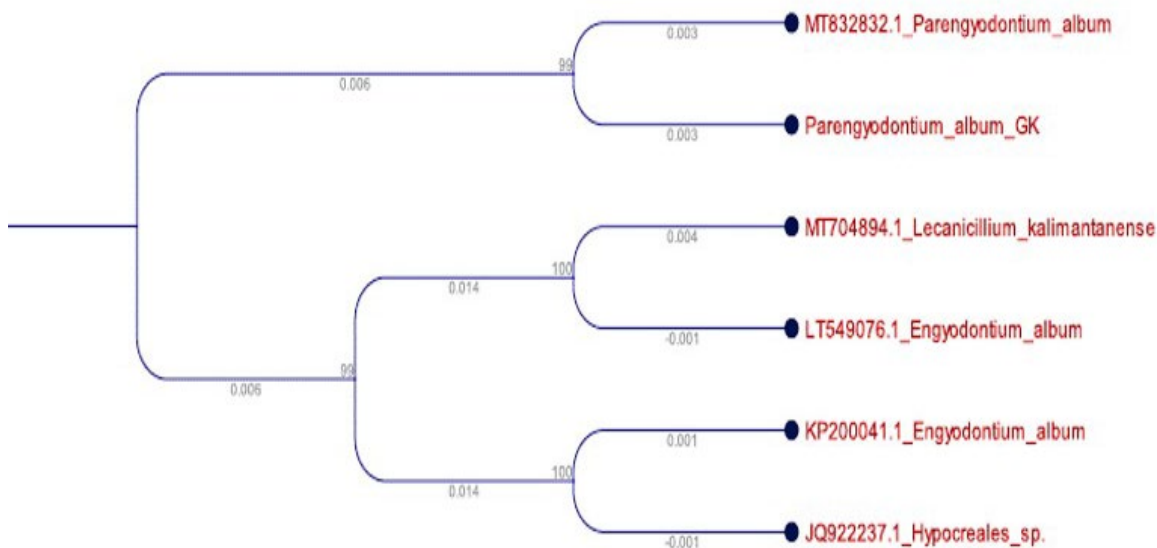 0.003
MT832832.1_Parengyodontium_album
99
0.006
0.003
Parengyodontium_album_GK
0.004
MT704894.1_Lecanicillium_kalimantanense
100
0.014
-0.001
LT549076.1_Engyodontium_album
99
0.006
0.001
KP200041.1_Engyodontium_album
100
0.014
-0.001
JQ922237.1_Hypocreales_sp.